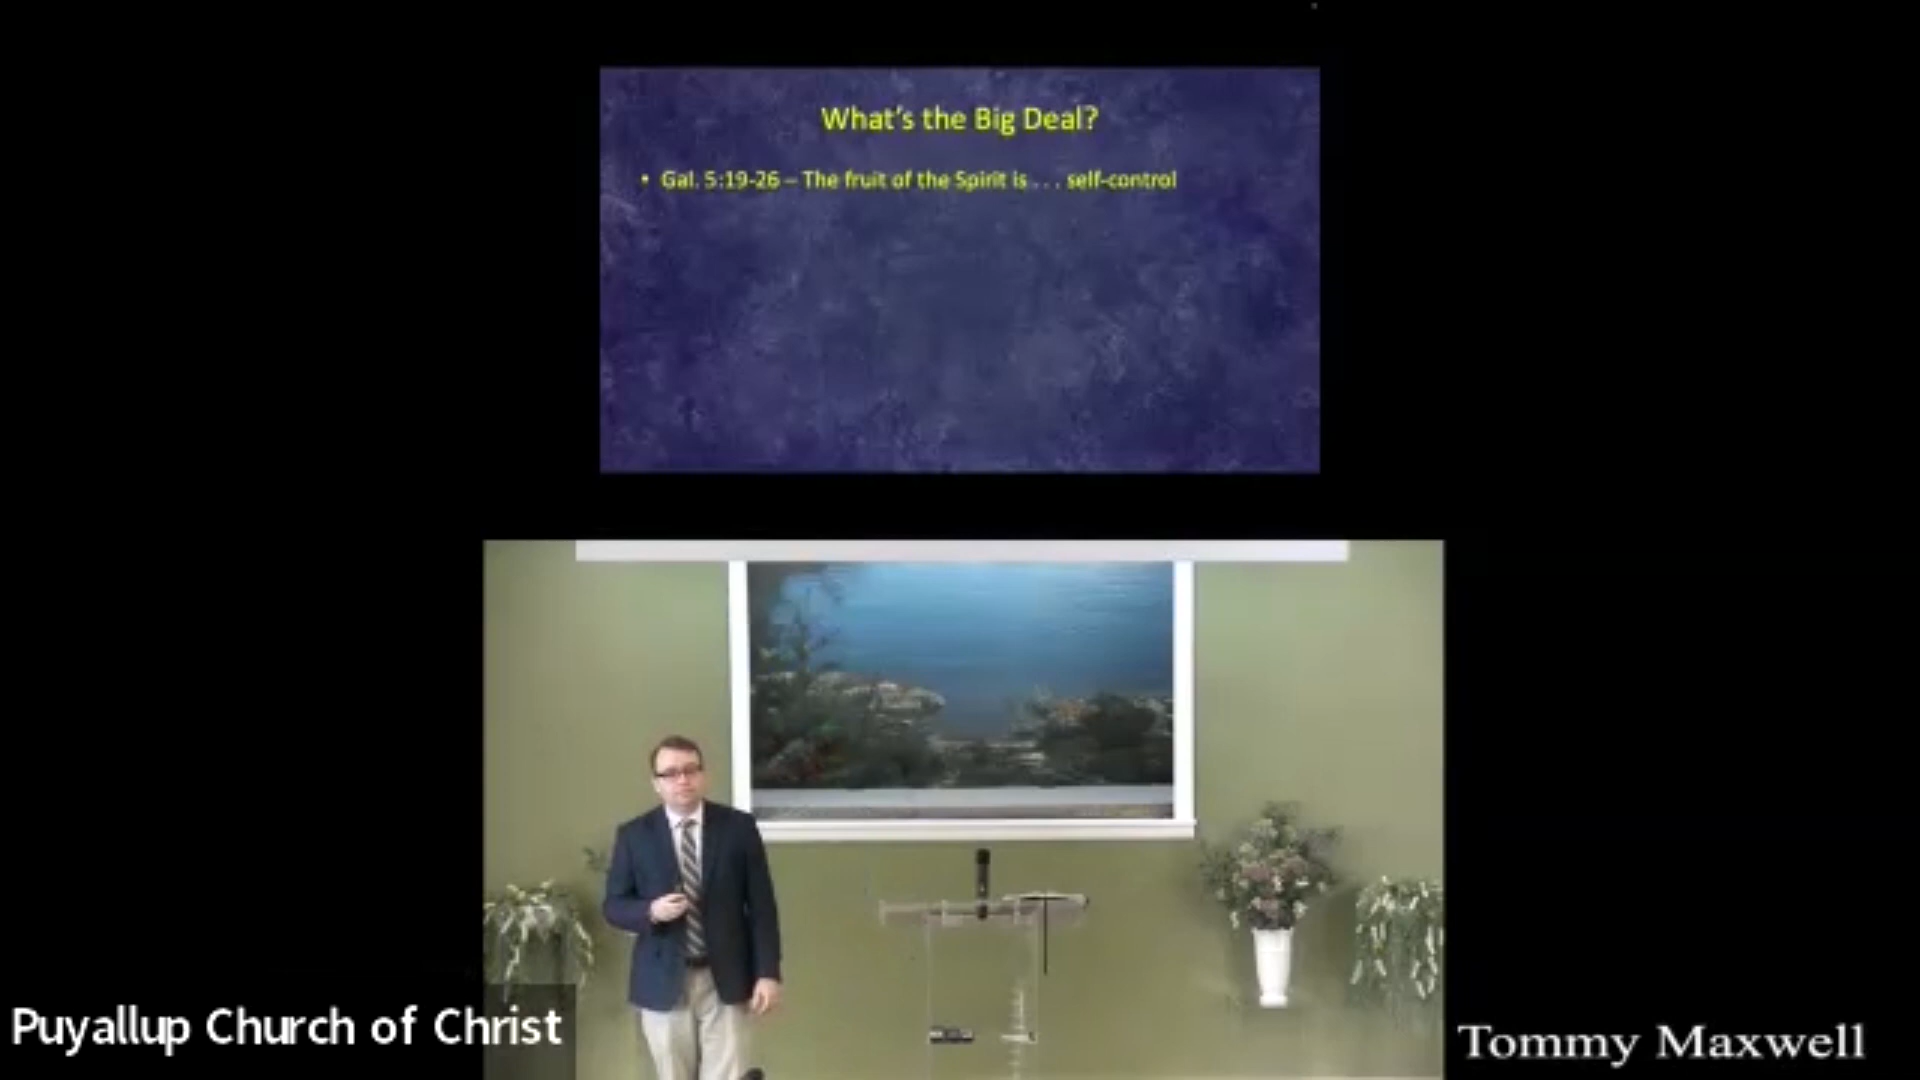 What's the Big Deal?
• Gal. 5:19-26 – The fruit of the Spirit is . . . self-control
Puyallup Church of Christ
Tommy Maxwell